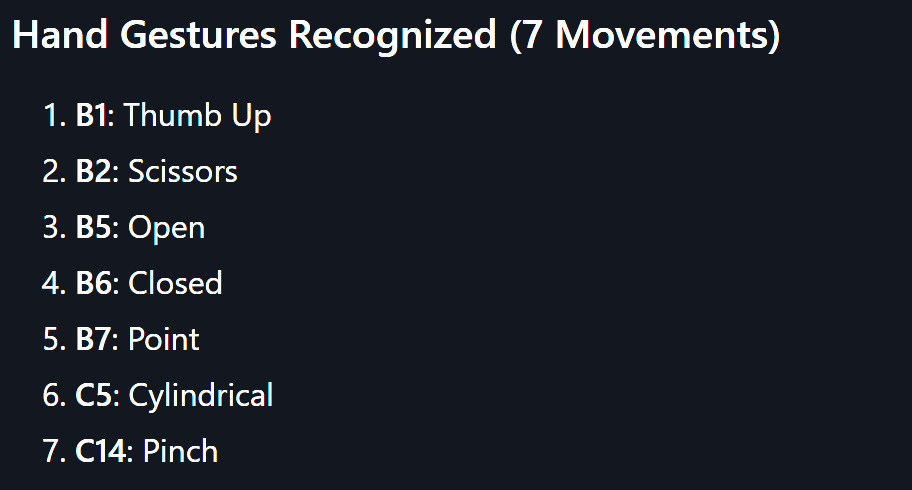 Hand Gestures Recognized (7 Movements)
1. B1: Thumb Up
2. B2: Scissors
3. B5: Open
4. B6: Closed
5. B7: Point
6. C5: Cylindrical
7. C14: Pinch